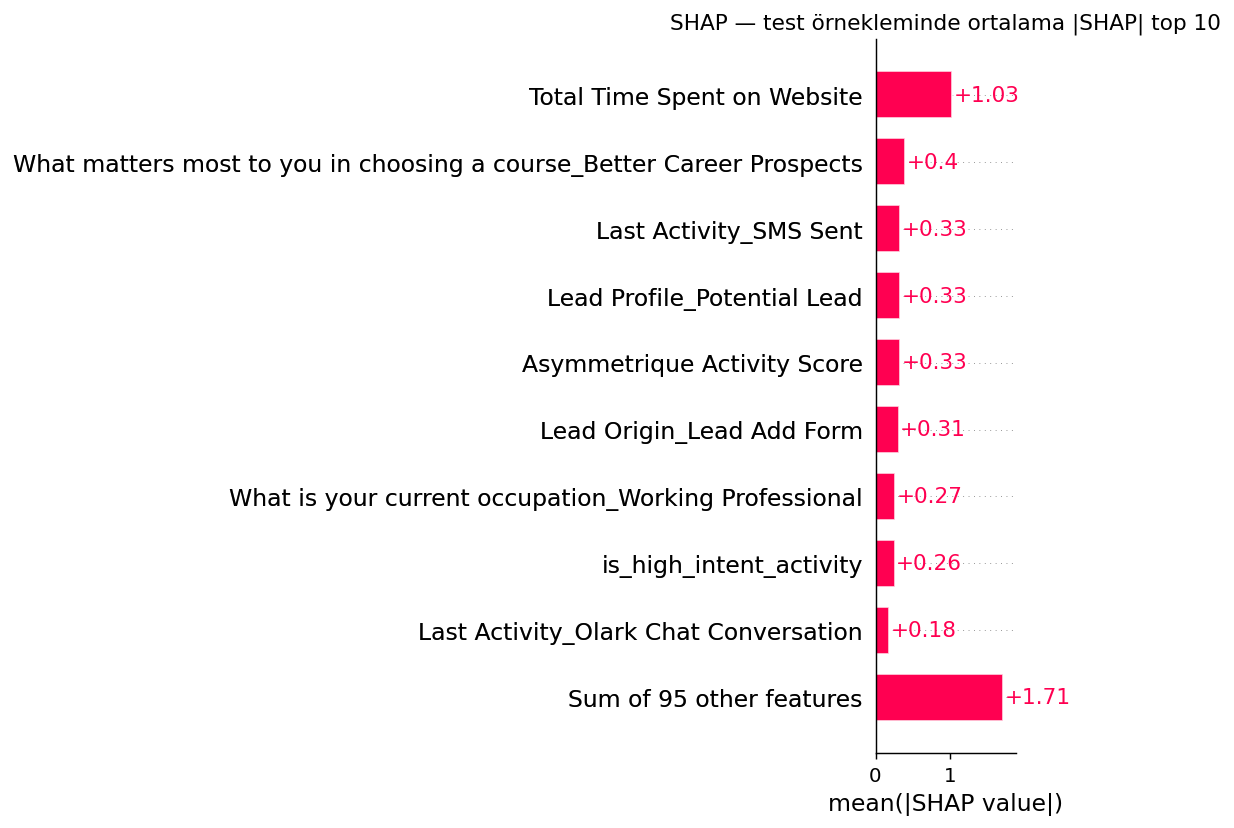 SHAP — test örnekleminde ortalama |SHAP| top 10
Total Time Spent on Website +1.03
What matters most to you in choosing a course_Better Career Prospects +0.4
Last Activity_SMS Sent +0.33
Lead Profile_Potential Lead +0.33
Asymmetrique Activity Score +0.33
Lead Origin_Lead Add Form +0.31
What is your current occupation_Working Professional +0.27
is_high_intent_activity +0.26
Last Activity_Olark Chat Conversation +0.18
Sum of 95 other features +1.71
0 1
mean(|SHAP value|)